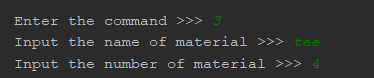 Enter the command >>> 3
Input the name of material >>> tee
Input the number of material >>> 4